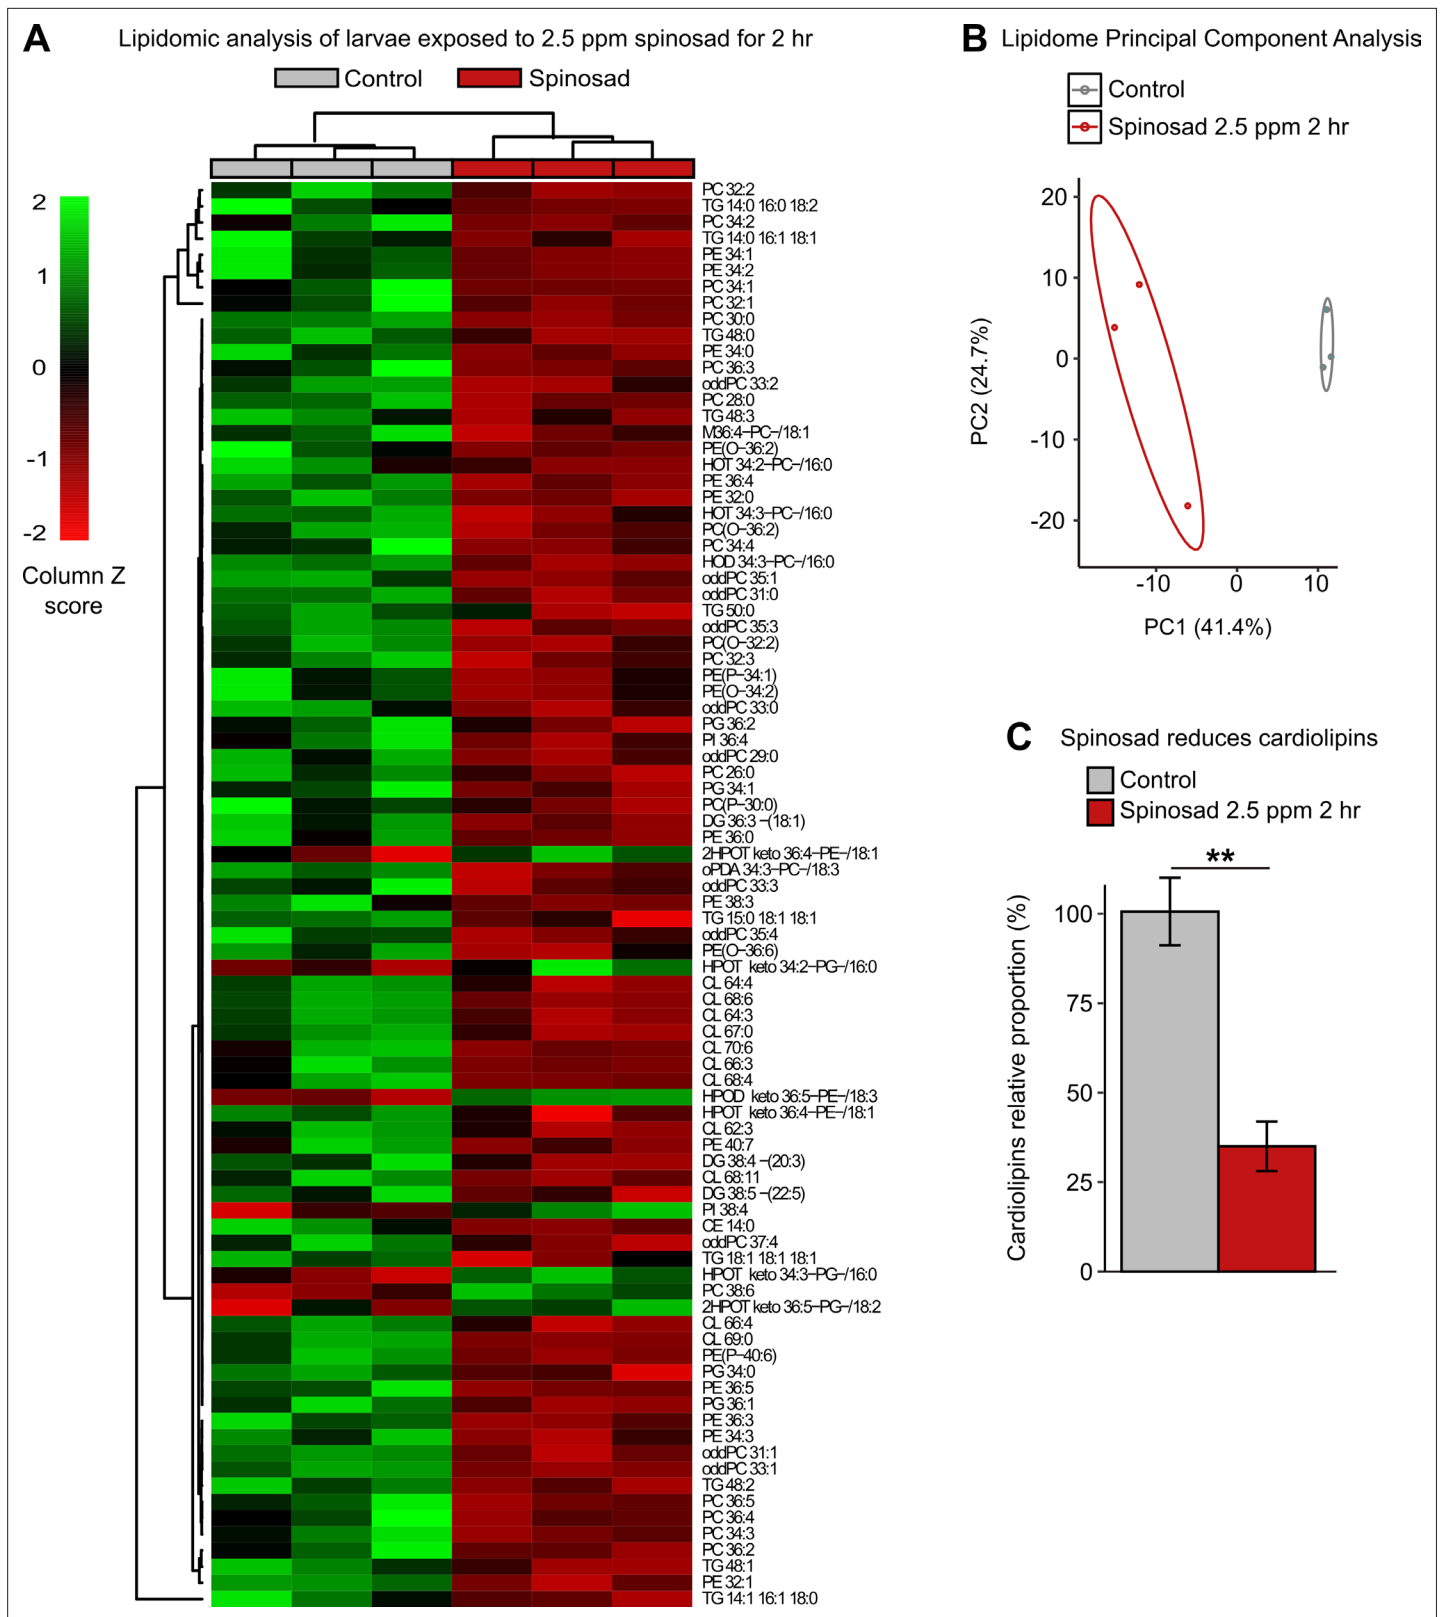 A
Lipidomic analysis of larvae exposed to 2.5 ppm spinosad for 2 hr
Control
Spinosad
2
1
0
-1
-2
Column Z
score
PC 32:2
TG 14:0 16:0 18:2
PC 34:2
TG 14:0 16:1 18:1
PE 34:1
PE 34:2
PC 34:1
PC 32:1
PC 30:0
TG 48:0
PE 34:0
PC 36:3
oddPC 33:2
PC 28:0
TG 48:3
M36:4-PC-/18:1
PE(O-36:2)
HOT 34:2-PC-/16:0
PE 36:4
PE 32:0
HOT 34:3-PC-/16:0
PC(O-36:2)
PC 34:4
HOD 34:3-PC-/16:0
oddPC 35:1
oddPC 31:0
TG 50:0
oddPC 35:3
PC(O-32:2)
PC 32:3
PE(P-34:1)
PE(O-34:2)
oddPC 33:0
PG 36:2
PI 36:4
oddPC 29:0
PC 26:0
PG 34:1
PC(P-30:0)
DG 36:3 -(18:1)
PE 36:0
2HPOT keto 36:4-PE-/18:1
oPDA 34:3-PC-/18:3
oddPC 33:3
PE 38:3
TG 15:0 18:1 18:1
oddPC 35:4
PE(O-36:6)
HPOT keto 34:2-PG-/16:0
CL 64:4
CL 68:6
CL 64:3
CL 67:0
CL 70:6
CL 66:3
CL 68:4
HPOD keto 36:5-PE-/18:3
HPOT keto 36:4-PE-/18:1
CL 62:3
PE 40:7
DG 38:4 -(20:3)
CL 68:11
DG 38:5 -(22:5)
PI 38:4
CE 14:0
oddPC 37:4
TG 18:1 18:1 18:1
HPOT keto 34:3-PG-/16:0
PC 38:6
2HPOT keto 36:5-PG-/18:2
CL 66:4
CL 69:0
PE(P-40:6)
PG 34:0
PE 36:5
PG 36:1
PE 36:3
PE 34:3
oddPC 31:1
oddPC 33:1
TG 48:2
PC 36:5
PC 36:4
PC 34:3
PC 36:2
TG 48:1
PE 32:1
TG 14:1 16:1 18:0
B
Lipidome Principal Component Analysis
Control
Spinosad 2.5 ppm 2 hr
PC2 (24.7%)
20
10
0
-10
-20
-10
0
10
PC1 (41.4%)
C
Spinosad reduces cardiolipins
Control
Spinosad 2.5 ppm 2 hr
**
Cardiolipins relative proportion (%)
100
75
50
25
0